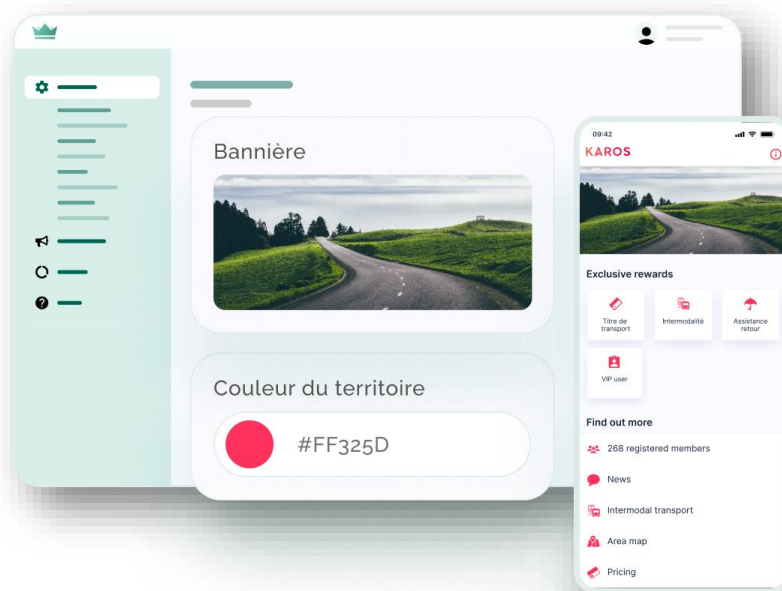 Bannière
Couleur du territoire
#FF325D
09:42
KAROS
Exclusive rewards
Titre de
transport
Intermodalité
Assistance
retour
VIP user
Find out more
268 registered members
News
Intermodal transport
Area map
Pricing